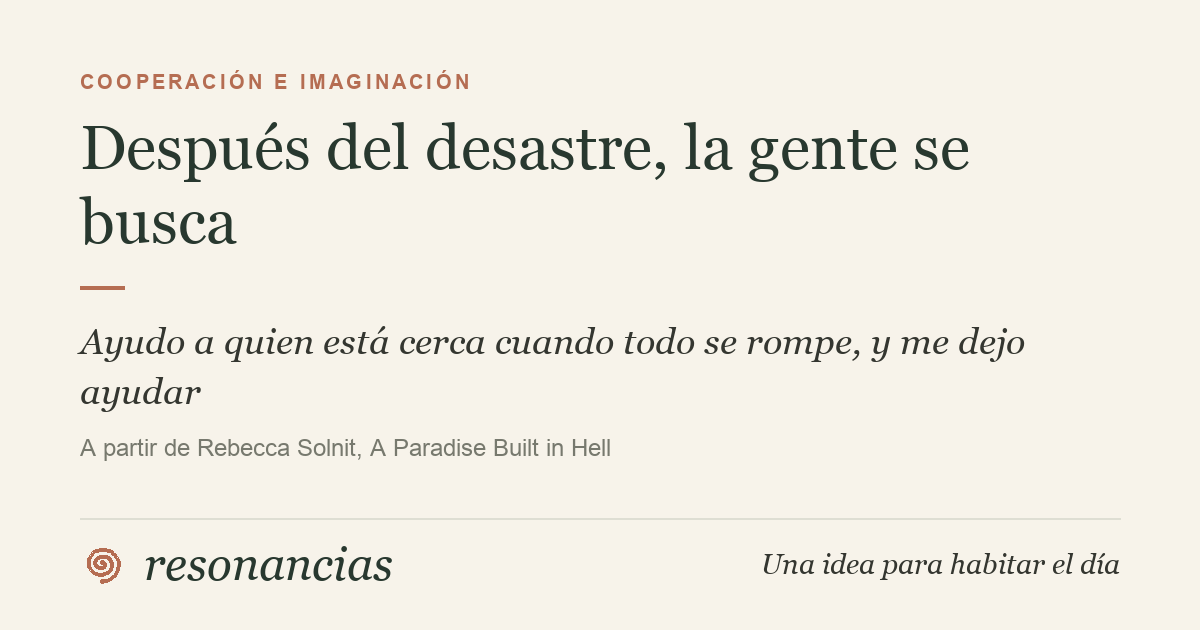 COOPERACIÓN E IMAGINACIÓN
Después del desastre, la gente se
busca
Ayudo a quien está cerca cuando todo se rompe, y me dejo
ayudar
A partir de Rebecca Solnit, A Paradise Built in Hell
resonancias
Una idea para habitar el día